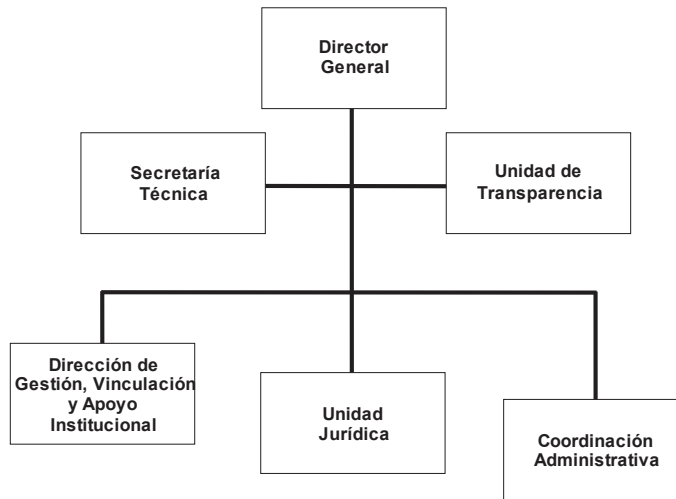 Director
General
Secretaría
Técnica
Unidad de
Transparencia
Dirección de
Gestión, Vinculación
y Apoyo
Institucional
Unidad
Jurídica
Coordinación
Administrativa